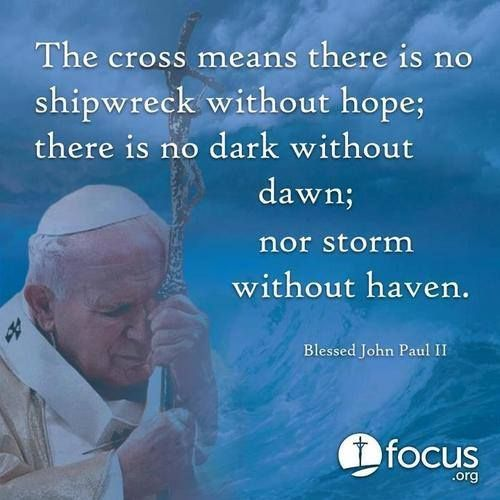 The cross means there is no
shipwreck without hope;
there is no dark without
dawn;
nor storm
without haven.
Blessed John Paul II
focus
.org